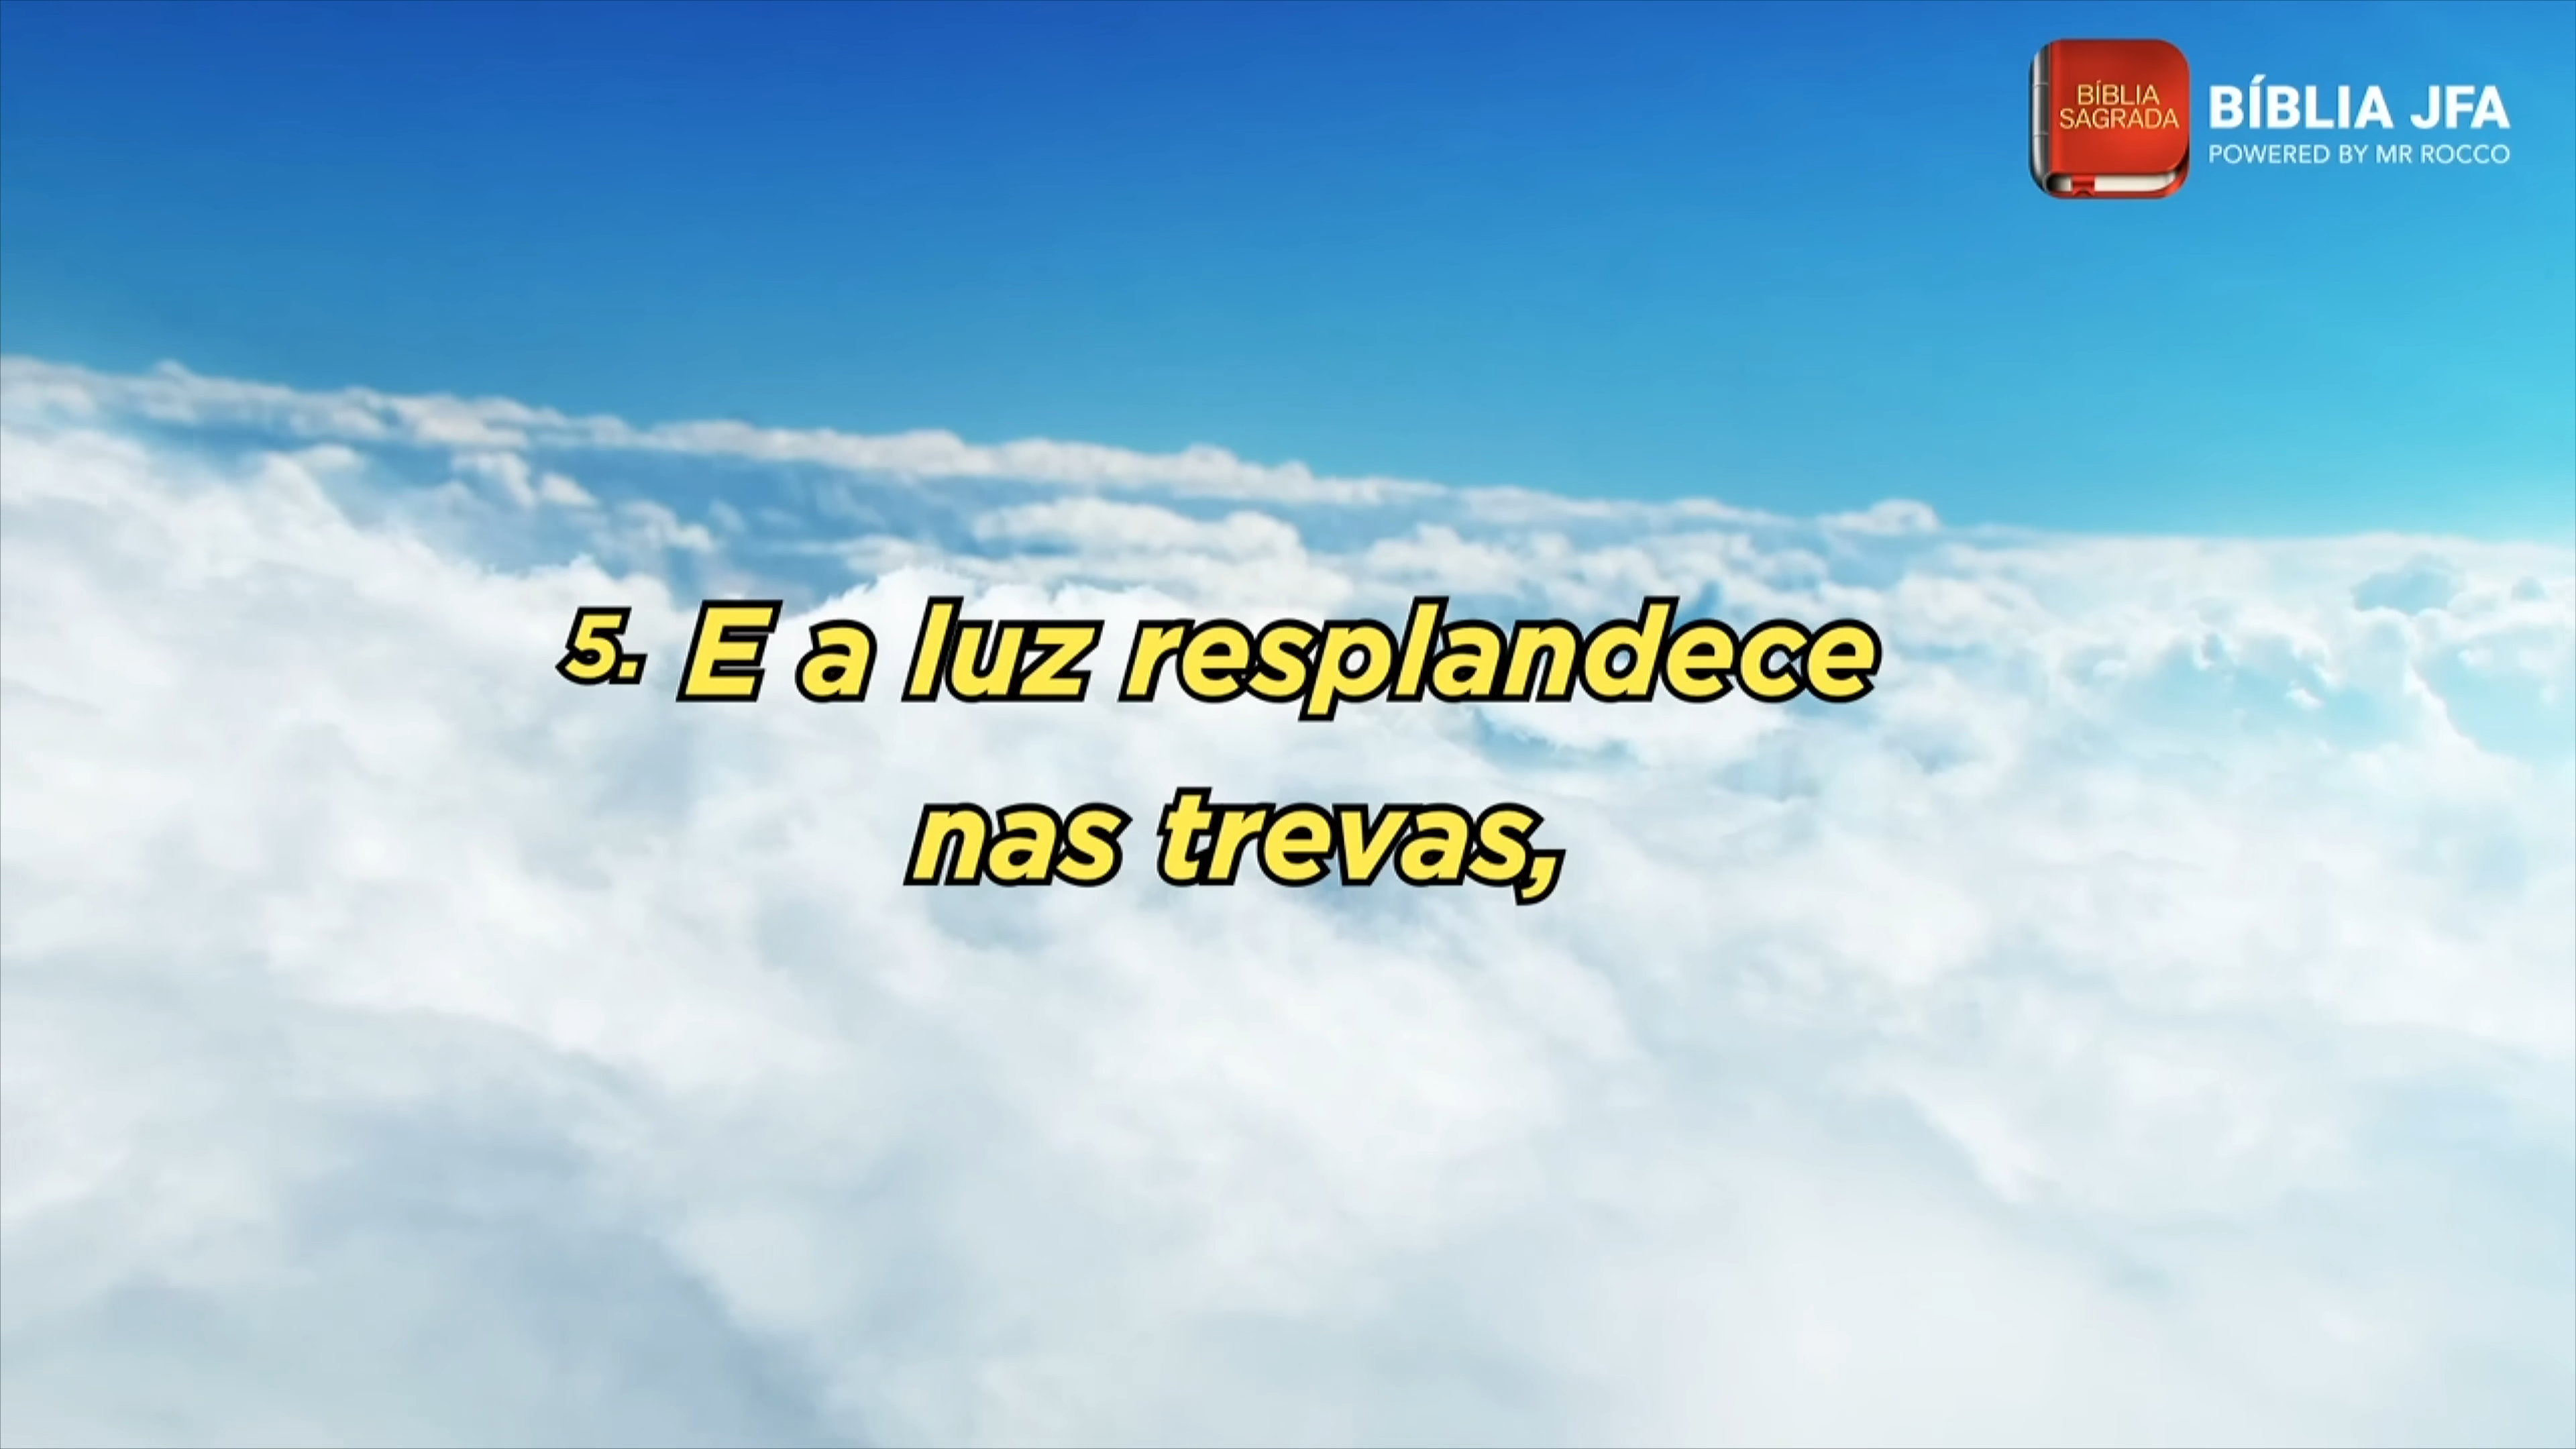 BÍBLIA
SAGRADA
BÍBLIA JFA
POWERED BY MR ROCCO
5. E a luz resplandece
nas trevas,